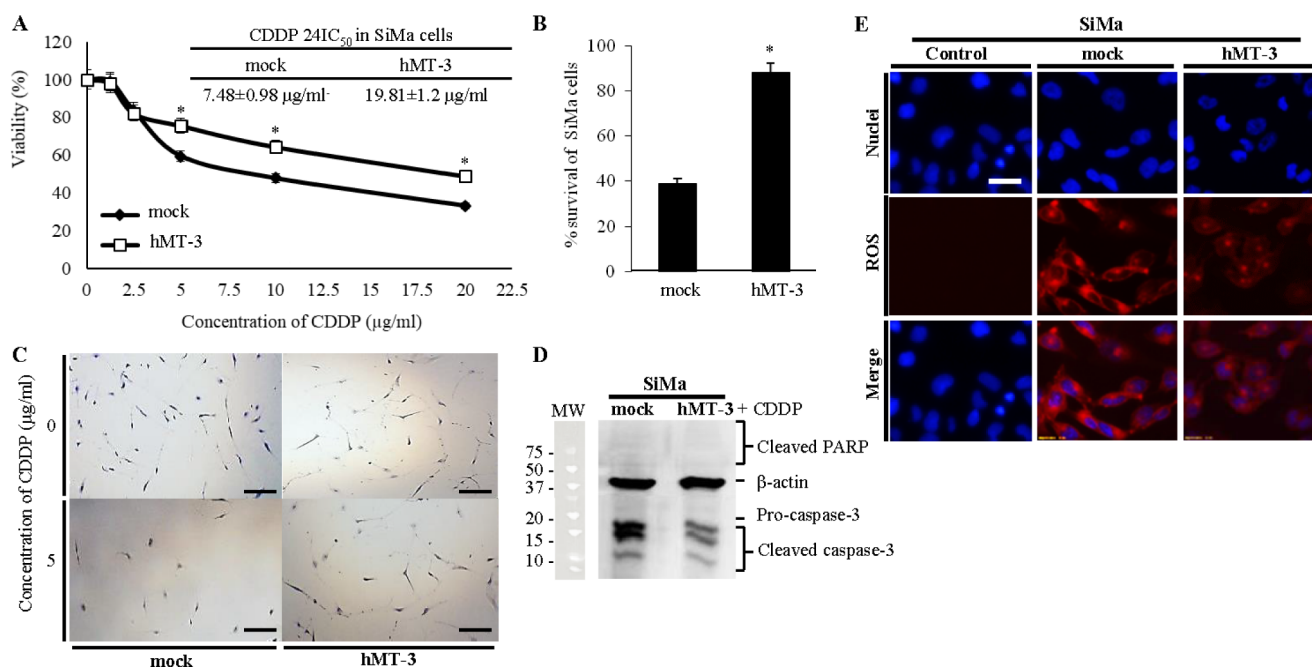 A
CDDP 24IC50 in SiMa cells
mock hMT-3
7.48±0.98 µg/ml 19.81±1.2 µg/ml
Viability (%)
120
100
80
60
40
20
0
* * *
mock
hMT-3
0 2.5 5 7.5 10 12.5 15 17.5 20 22.5
Concentration of CDDP (µg/ml)
B
% survival of SiMa cells
100
80
60
40
20
0
*
mock hMT-3
C
Concentration of CDDP (µg/ml)
0
5
mock hMT-3
D
SiMa
MW mock hMT-3 + CDDP
75 -
50 -
37 -
20 -
15 -
10 -
Cleaved PARP
β-actin
Pro-caspase-3
Cleaved caspase-3
E
SiMa
Control mock hMT-3
Nuclei
ROS
Merge